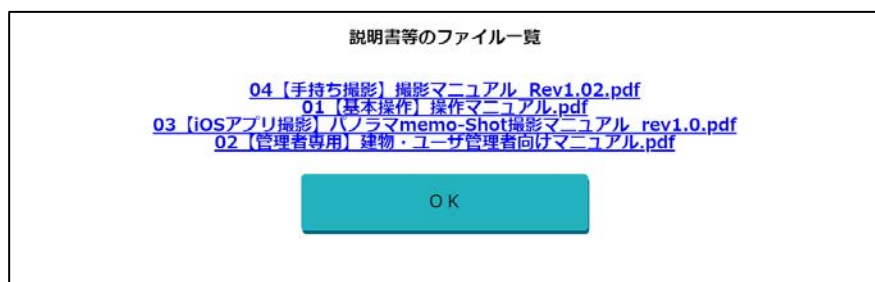 説明書等のファイル一覧
04【手持ち撮影】撮影マニュアル_Rev1.02.pdf
01【基本操作】操作マニュアル.pdf
03【iOSアプリ撮影】パノラマmemo-Shot撮影マニュアル_rev1.0.pdf
02【管理者専用】建物・ユーザ管理者向けマニュアル.pdf
OK